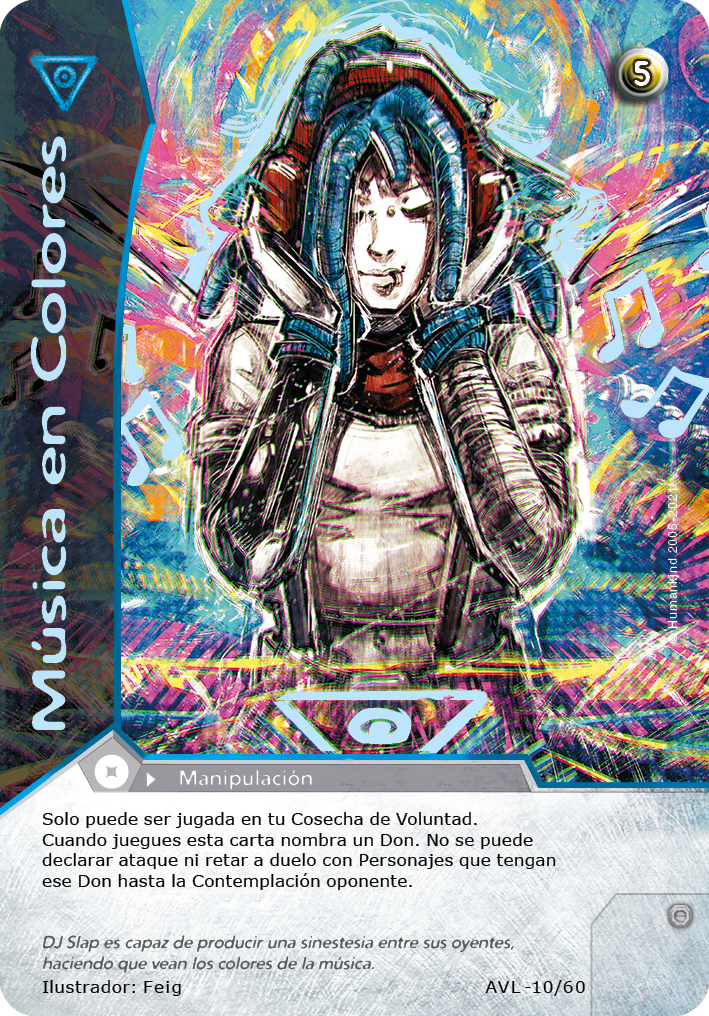 5
Música en Colores
© Humankind 2006-2021
Manipulación
Solo puede ser jugada en tu Cosecha de Voluntad.
Cuando juegues esta carta nombra un Don. No se puede
declarar ataque ni retar a duelo con Personajes que tengan
ese Don hasta la Contemplación oponente.
DJ Slap es capaz de producir una sinestesia entre sus oyentes,
haciendo que vean los colores de la música.
Ilustrador: Feig AVL -10/60